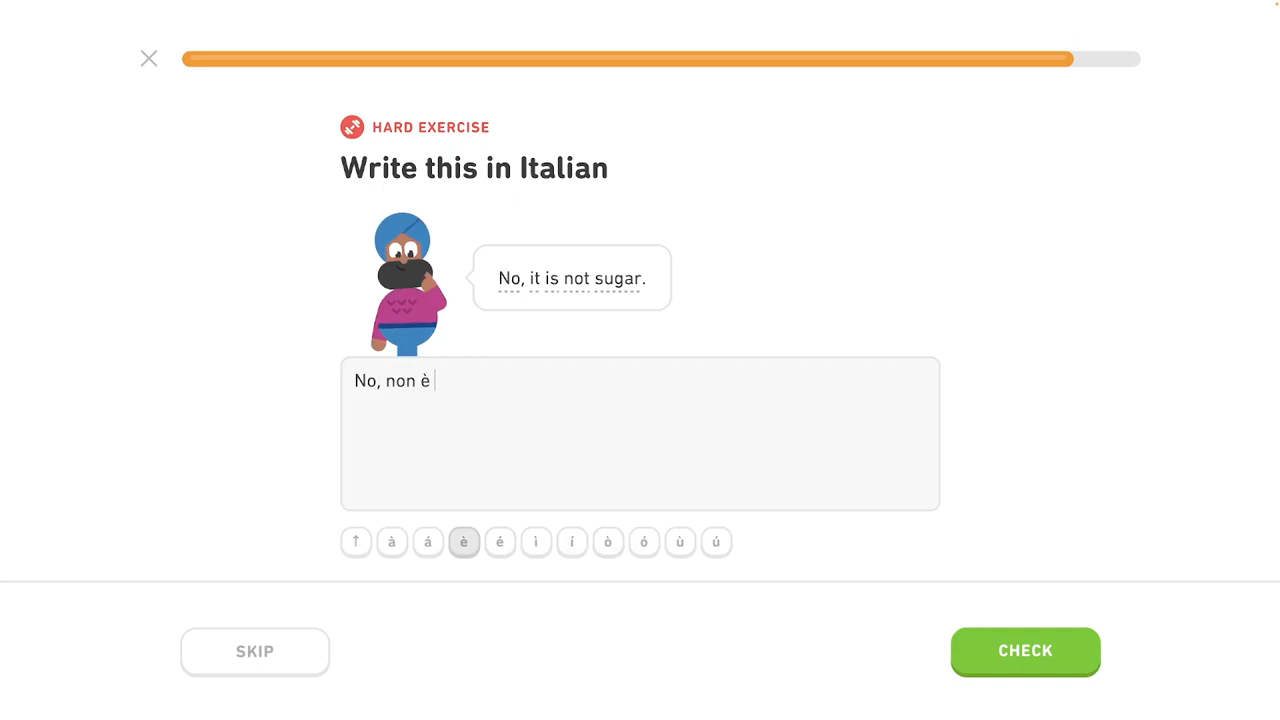 HARD EXERCISE
Write this in Italian
No, it is not sugar.
No, non è
↑ à á è é ì í ò ó ù ú
SKIP
CHECK